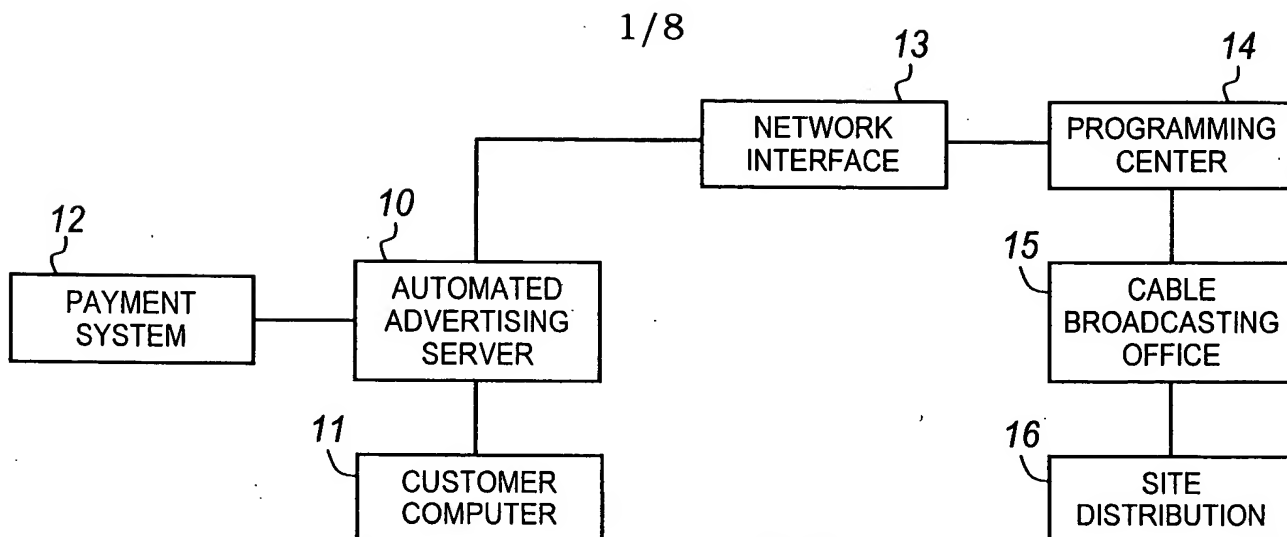 1/8
13
NETWORK
INTERFACE
14
PROGRAMMING
CENTER
12
PAYMENT
SYSTEM
10
AUTOMATED
ADVERTISING
SERVER
15
CABLE
BROADCASTING
OFFICE
11
CUSTOMER
COMPUTER
16
SITE
DISTRIBUTION